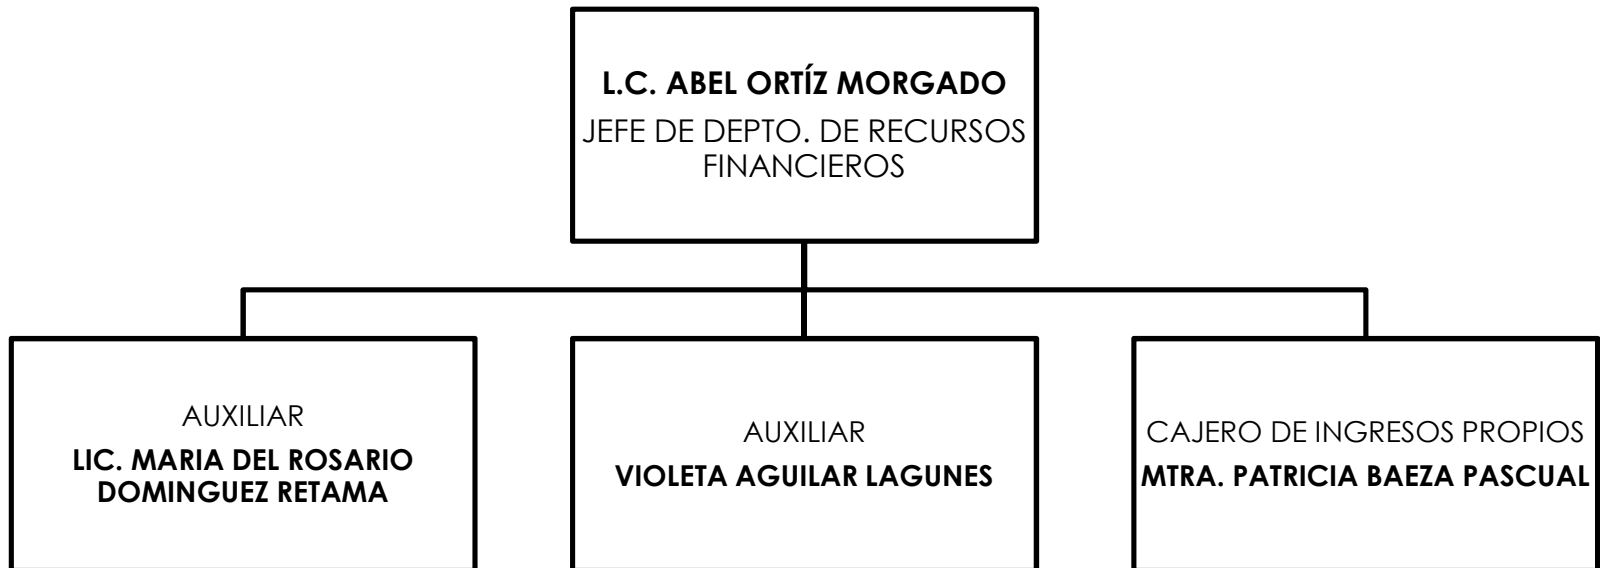 L.C. ABEL ORTÍZ MORGADO
JEFE DE DEPTO. DE RECURSOS
FINANCIEROS
AUXILIAR
LIC. MARIA DEL ROSARIO
DOMINGUEZ RETAMA
AUXILIAR
VIOLETA AGUILAR LAGUNES
CAJERO DE INGRESOS PROPIOS
MTRA. PATRICIA BAEZA PASCUAL